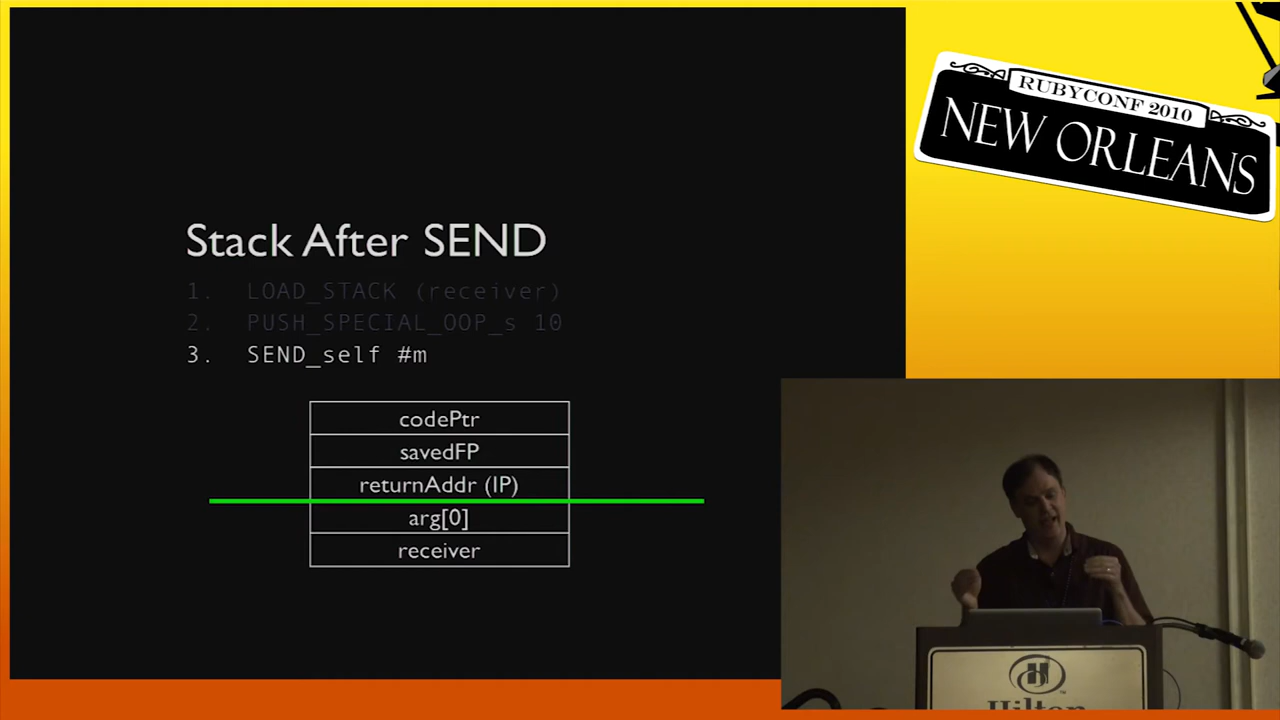 RUBYCONF 2010
NEW ORLEANS
Stack After SEND
1. LOAD_STACK (receiver)
2. PUSH_SPECIAL_OOP_s 10
3. SEND_self #m
codePtr
savedFP
returnAddr (IP)
arg[0]
receiver
H
Hilton